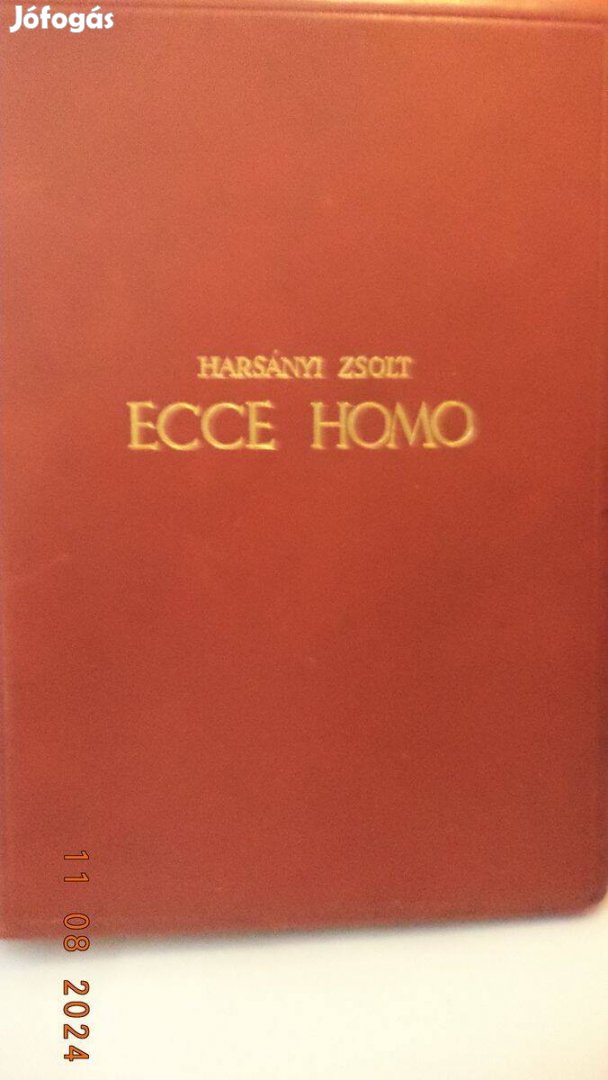 Jófogás
HARSÁNYI ZSOLT
ECCE HOMO
11 08 2024